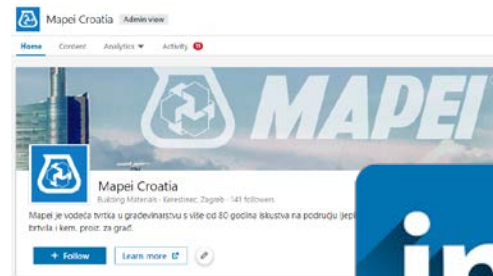 Mapei Croatia Admin view
Home Content Analytics Activity 11
MAPEI
Mapei Croatia
Building Materials · Kerestinec, Zagreb · 141 followers
Mapei je vodeća tvrtka u građevinarstvu s više od 80 godina iskustva na području ljepi
brtvila i kem. proiz. za građ.
+ Follow Learn more
in